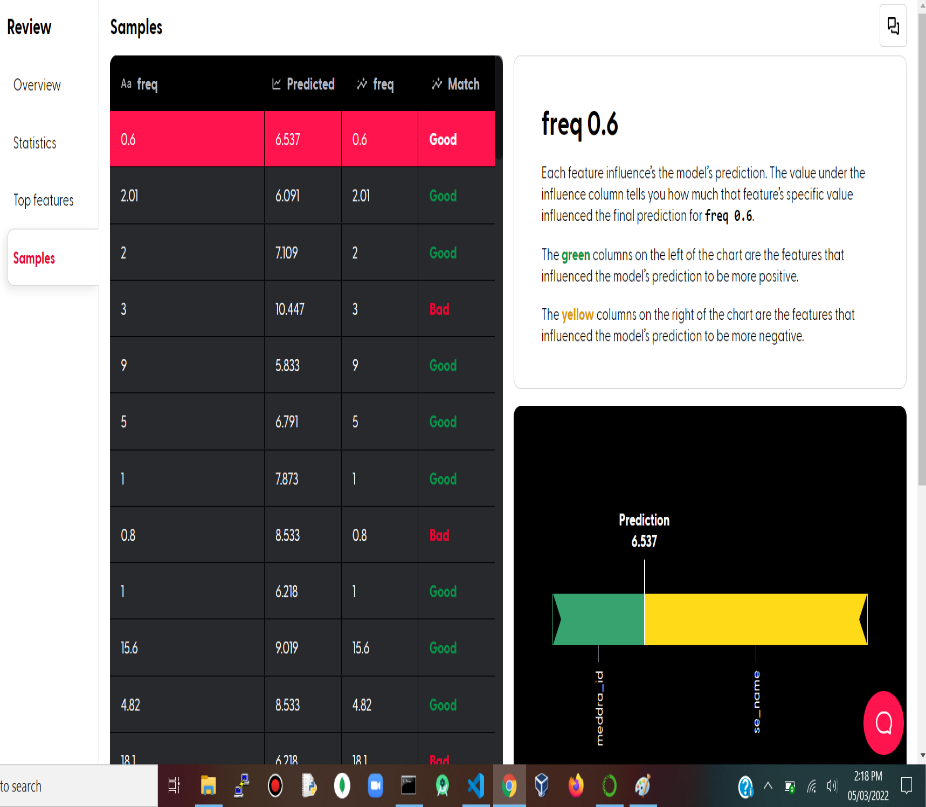 Review
Samples
Overview
Statistics
Top features
Samples
Aa freq Predicted freq Match
0.6 6.537 0.6 Good
2.01 6.091 2.01 Good
2 7.109 2 Good
3 10.447 3 Bad
9 5.833 9 Good
5 6.791 5 Good
1 7.873 1 Good
0.8 8.533 0.8 Bad
1 6.218 1 Good
15.6 9.019 15.6 Good
4.82 8.533 4.82 Good
18.1 6.218 18.1 Bad
freq 0.6
Each feature influence's the model's prediction. The value under the
influence column tells you how much that feature's specific value
influenced the final prediction for freq 0.6.
The green columns on the left of the chart are the features that
influenced the model's prediction to be more positive.
The yellow columns on the right of the chart are the features that
influenced the model's prediction to be more negative.
Prediction
6.537
meddra_id
se_name
to search
2:18 PM
05/03/2022